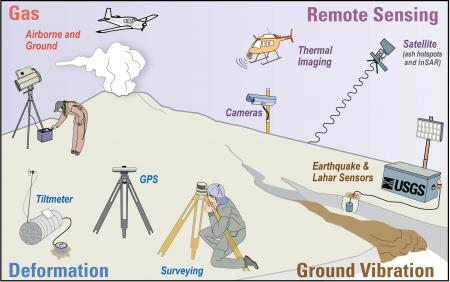 Gas
Airborne and
Ground
Remote Sensing
Thermal
Imaging
Satellite
(ash hotspots
and InSAR)
Cameras
Earthquake &
Lahar Sensors
USGS
GPS
Tiltmeter
Surveying
Deformation
Ground Vibration